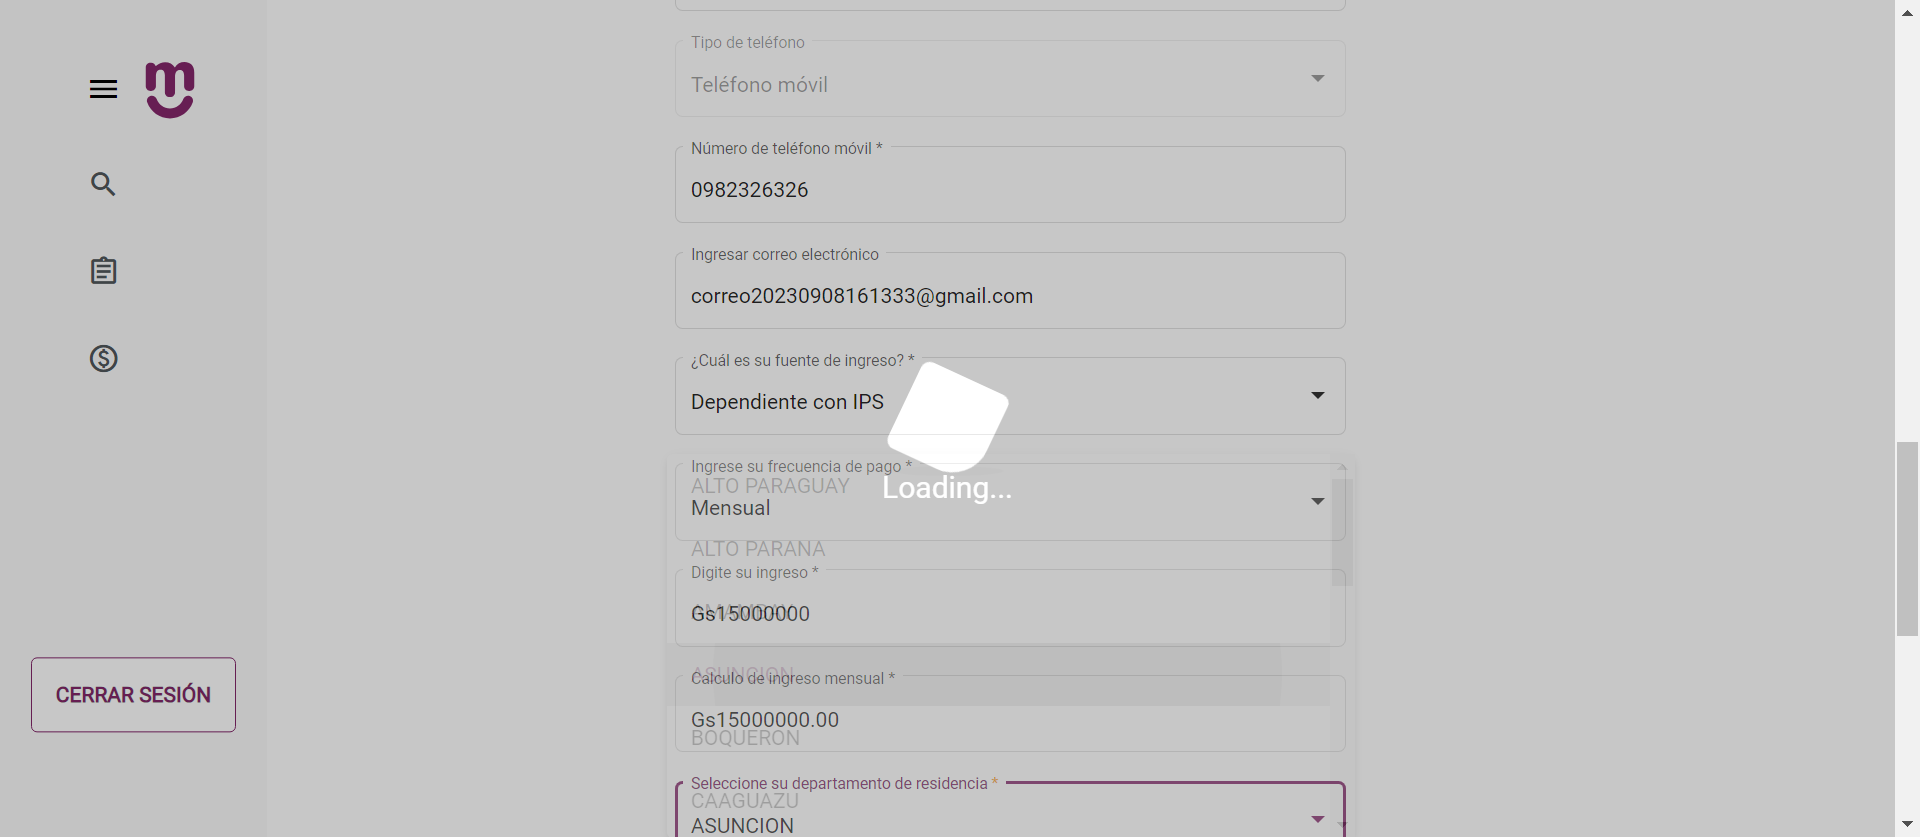 Tipo de teléfono
Teléfono móvil
Número de teléfono móvil *
0982326326
Ingresar correo electrónico
correo20230908161333@gmail.com
¿Cuál es su fuente de ingreso? *
Dependiente con IPS
Ingrese su frecuencia de pago *
ALTO PARAGUAY
Loading...
Mensual
ALTO PARANA
Digite su ingreso *
AMAMBAY
Gs15000000
ASUNCION
Calculo de ingreso mensual *
CERRAR SESIÓN
Gs15000000.00
BOQUERON
Seleccione su departamento de residencia *
CAAGUAZU
ASUNCION